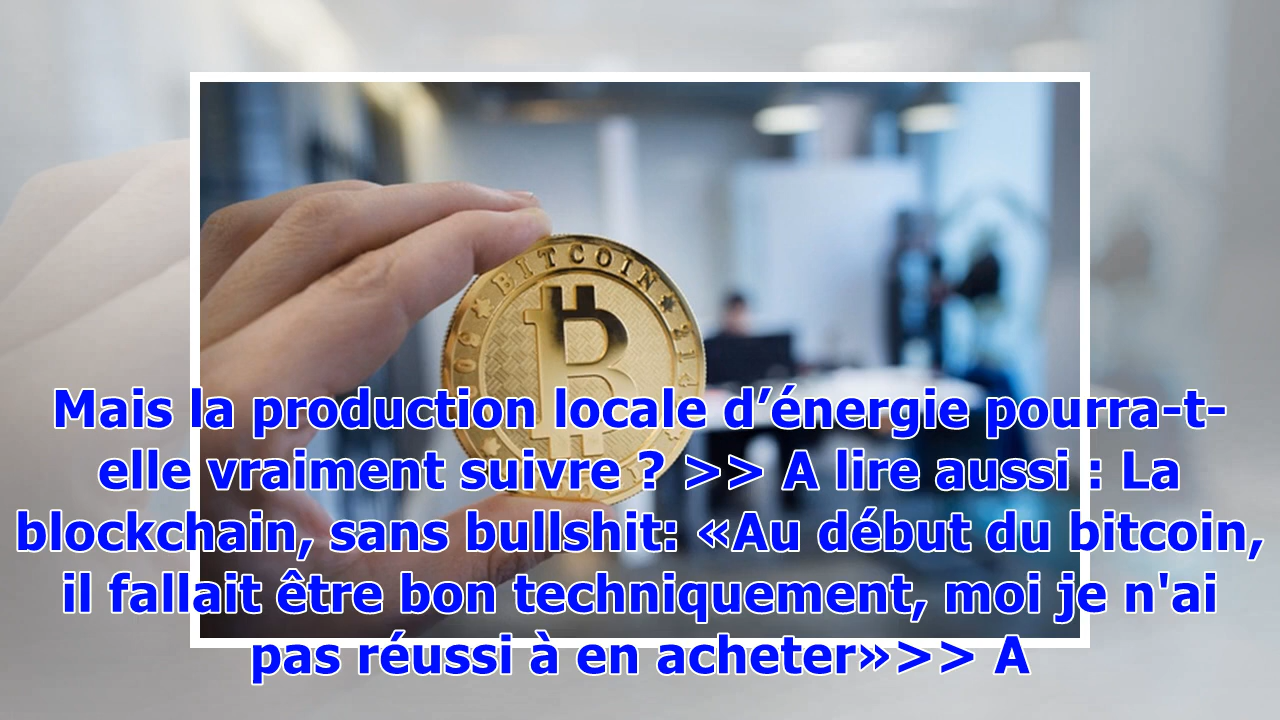 BITCOIN
Mais la production locale d’énergie pourra-t-
elle vraiment suivre ? >> A lire aussi : La
blockchain, sans bullshit: «Au début du bitcoin,
il fallait être bon techniquement, moi je n'ai
pas réussi à en acheter»>> A